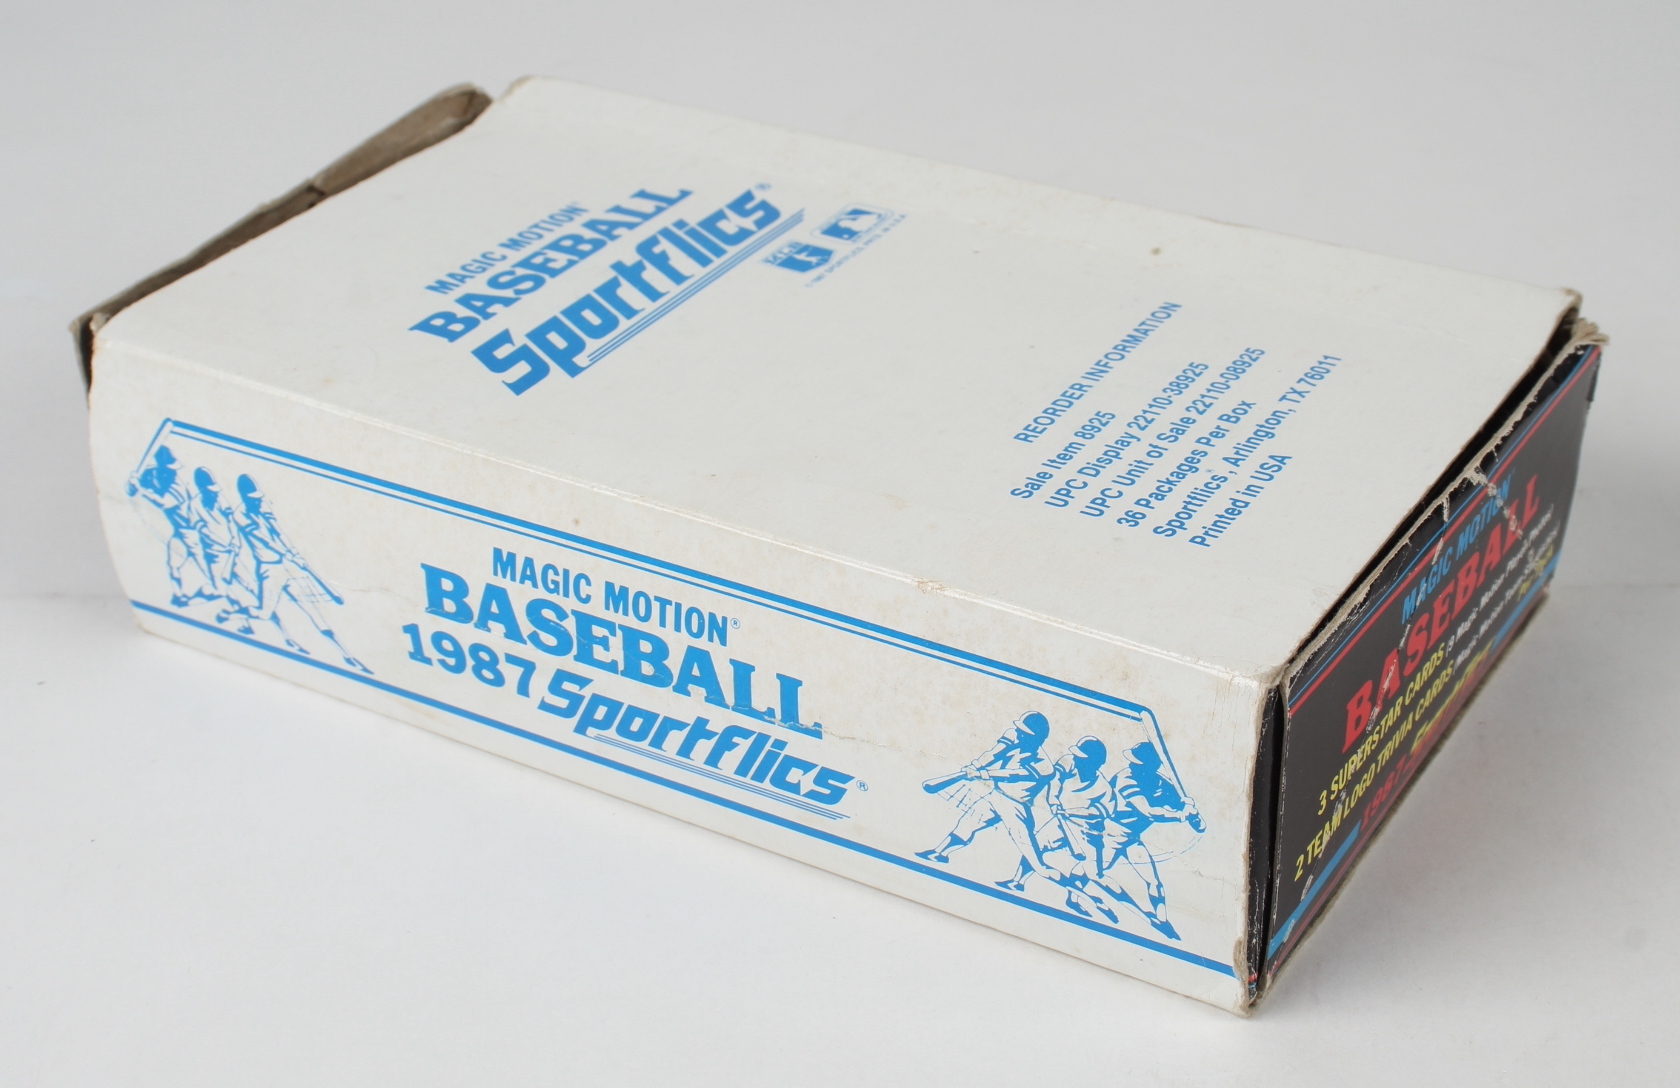 MAGIC MOTION®
BASEBALL
Sportflics®
REORDER INFORMATION
Sale Item 8925
UPC Display 22110-38925
UPC Unit of Sale 22110-08925
36 Packages Per Box
Sportflics, Arlington, TX 76011
Printed in USA
MAGIC MOTION®
BASEBALL
1987 Sportflics®
MAGIC MOTION
BASEBALL
3 SUPERSTAR CARDS
2 TEAM LOGO TRIVIA CARDS
1987